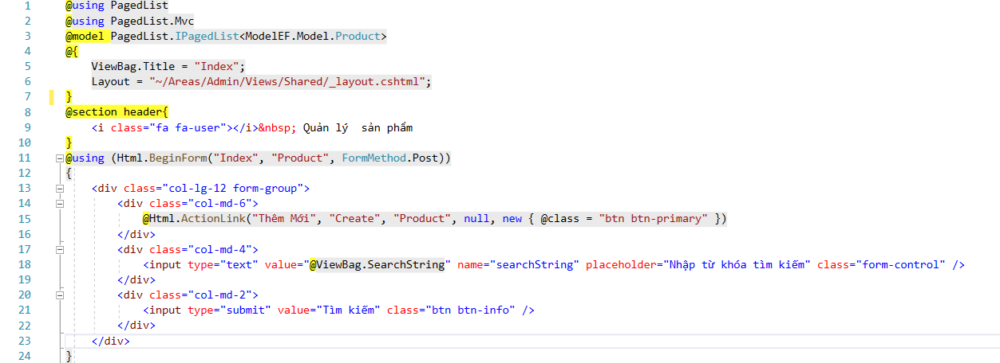 1 @using PagedList
2 @using PagedList.Mvc
3 @model PagedList.IPagedList<ModelEF.Model.Product>
4 @{
5 ViewBag.Title = "Index";
6 Layout = "~/Areas/Admin/Views/Shared/_layout.cshtml";
7 }
8 @section header{
9 <i class="fa fa-user"></i>&nbsp; Quản lý  sản phẩm
10 }
11 @using (Html.BeginForm("Index", "Product", FormMethod.Post))
12 {
13 <div class="col-lg-12 form-group">
14 <div class="col-md-6">
15 @Html.ActionLink("Thêm Mới", "Create", "Product", null, new { @class = "btn btn-primary" })
16 </div>
17 <div class="col-md-4">
18 <input type="text" value="@ViewBag.SearchString" name="searchString" placeholder="Nhập từ khóa tìm kiếm" class="form-control" />
19 </div>
20 <div class="col-md-2">
21 <input type="submit" value="Tìm kiếm" class="btn btn-info" />
22 </div>
23 </div>
24 }